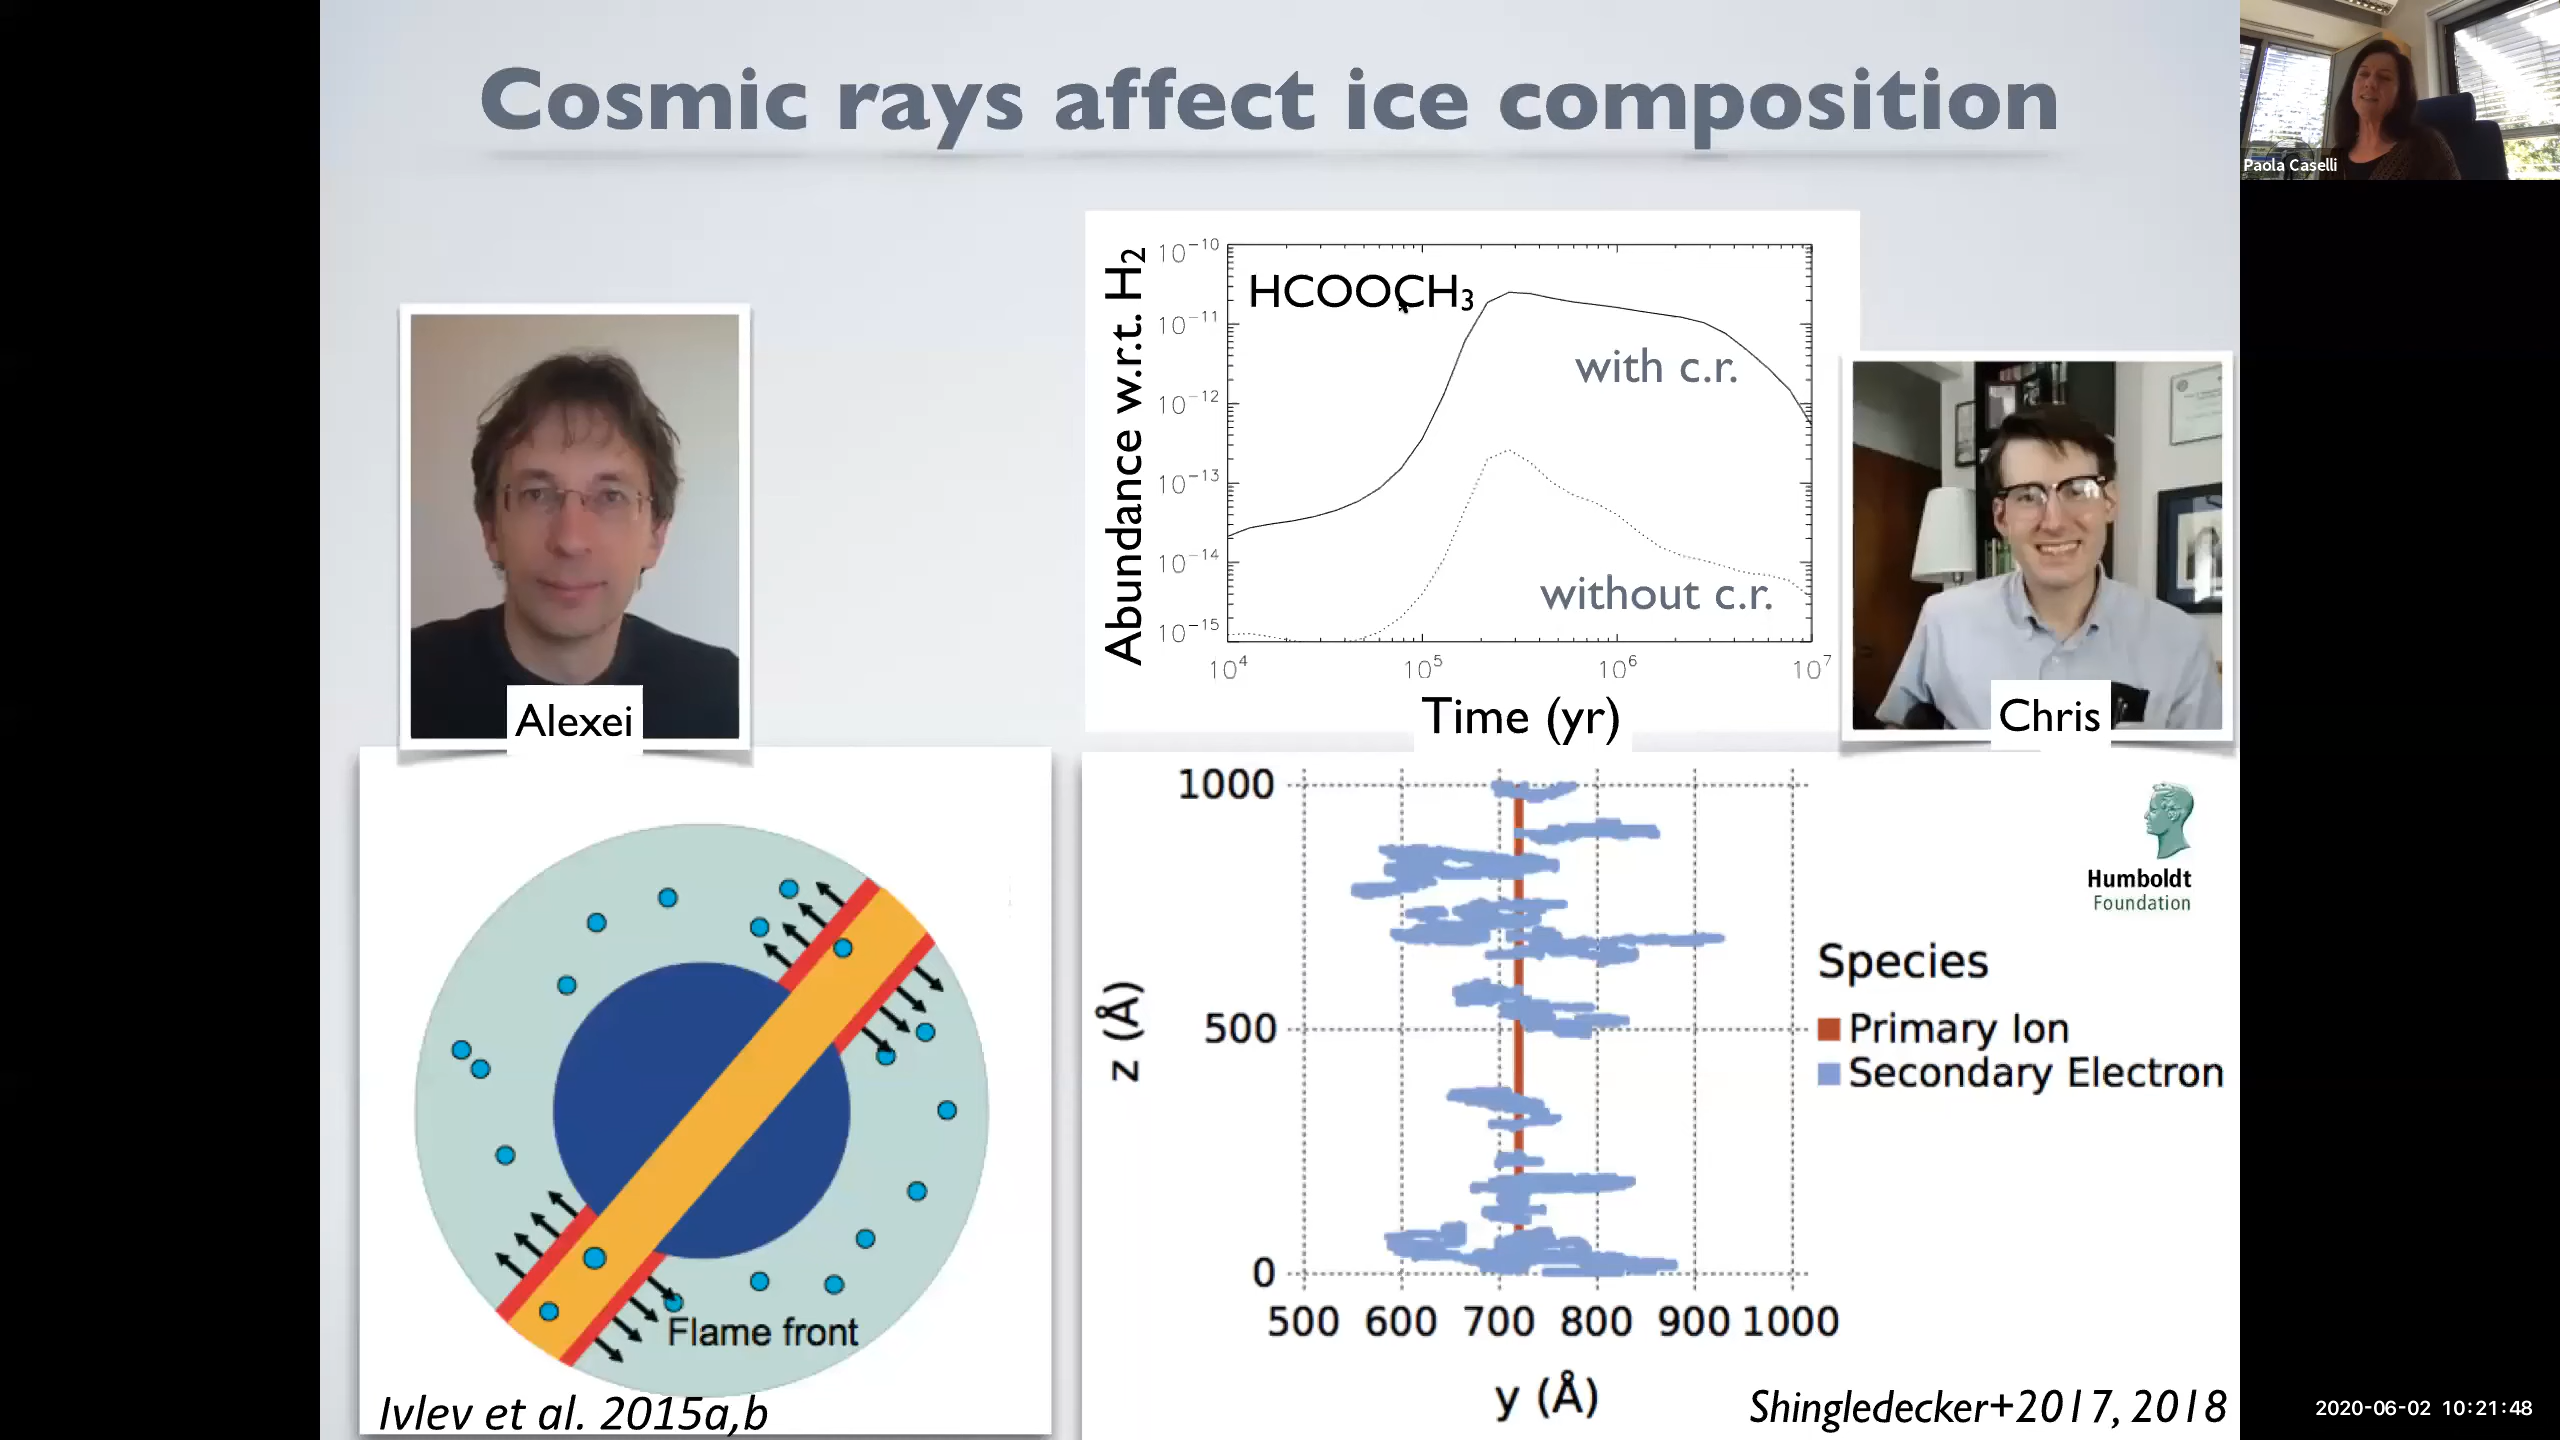 Cosmic rays affect ice composition
Paola Caselli
Abundance w.r.t. H₂
10⁻¹⁰
10⁻¹¹
10⁻¹²
10⁻¹³
10⁻¹⁴
10⁻¹⁵
HCOOCH₃
with c.r.
without c.r.
10⁴ 10⁵ 10⁶ 10⁷
Time (yr)
Alexei
Chris
Flame front
Ivlev et al. 2015a,b
z (Å)
1000
500
0
500 600 700 800 900 1000
y (Å)
Humboldt
Foundation
Species
Primary Ion
Secondary Electron
Shingledecker+2017, 2018
2020-06-02 10:21:48